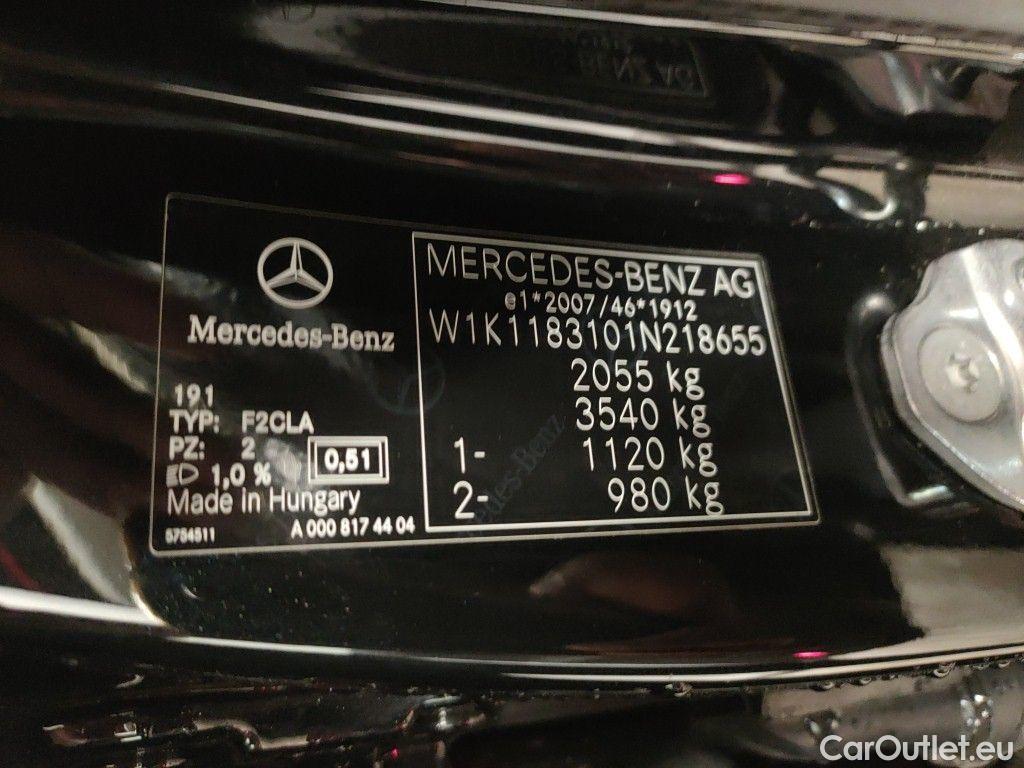 Mercedes-Benz
191
TYP: F2CLA
PZ: 2
1,0 %
0,51
Made in Hungary
5754511
A 000 817 44 04
MERCEDES-BENZ AG
e1*2007/46*1912
W1K1183101N218655
2055 kg
3540 kg
1- 1120 kg
2- 980 kg
CarOutlet.eu